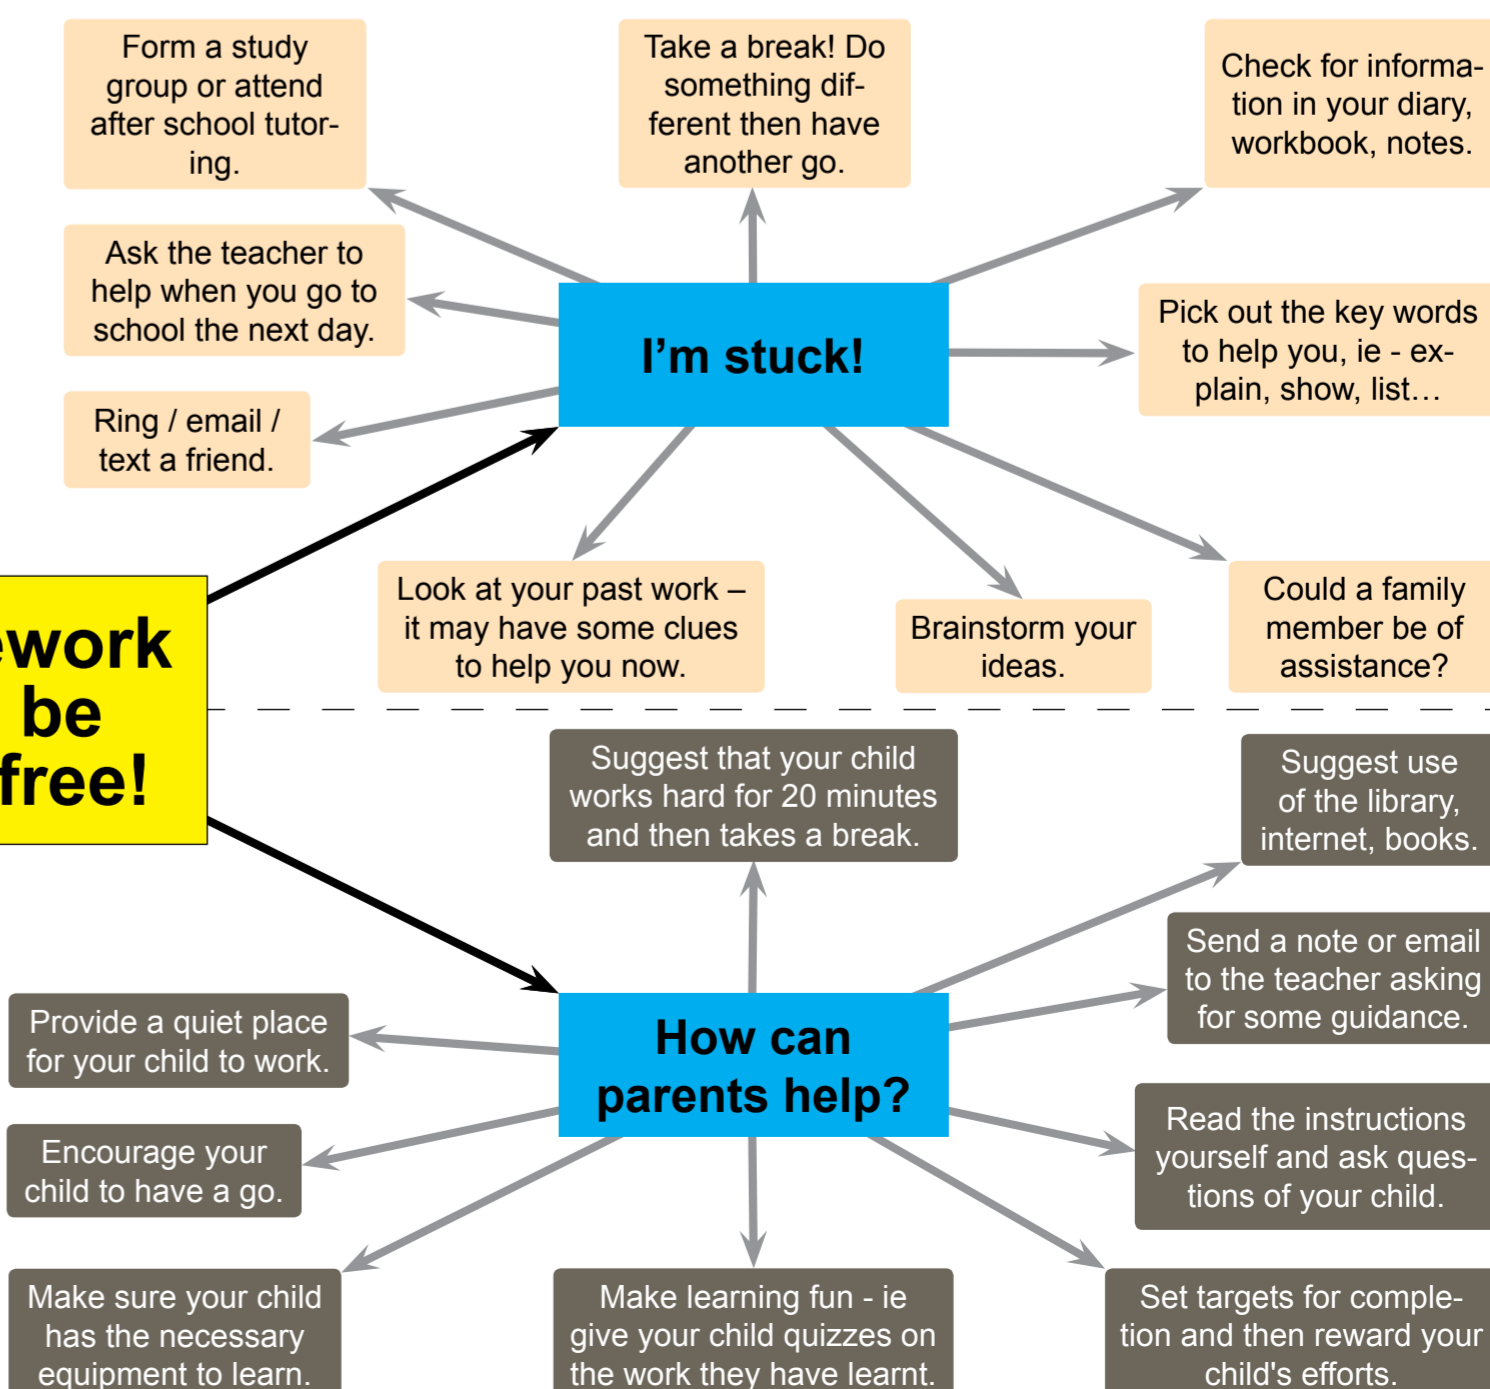 Form a study
group or attend
after school tutor-
ing.
Take a break! Do
something dif-
ferent then have
another go.
Check for informa-
tion in your diary,
workbook, notes.
Ask the teacher to
help when you go to
school the next day.
I'm stuck!
Pick out the key words
to help you, ie - ex-
plain, show, list…
Ring / email /
text a friend.
Look at your past work –
it may have some clues
to help you now.
Brainstorm your
ideas.
Could a family
member be of
assistance?
ework
be
free!
Suggest that your child
works hard for 20 minutes
and then takes a break.
Suggest use
of the library,
internet, books.
Send a note or email
to the teacher asking
for some guidance.
Provide a quiet place
for your child to work.
How can
parents help?
Encourage your
child to have a go.
Read the instructions
yourself and ask ques-
tions of your child.
Make sure your child
has the necessary
equipment to learn.
Make learning fun - ie
give your child quizzes on
the work they have learnt.
Set targets for comple-
tion and then reward your
child's efforts.